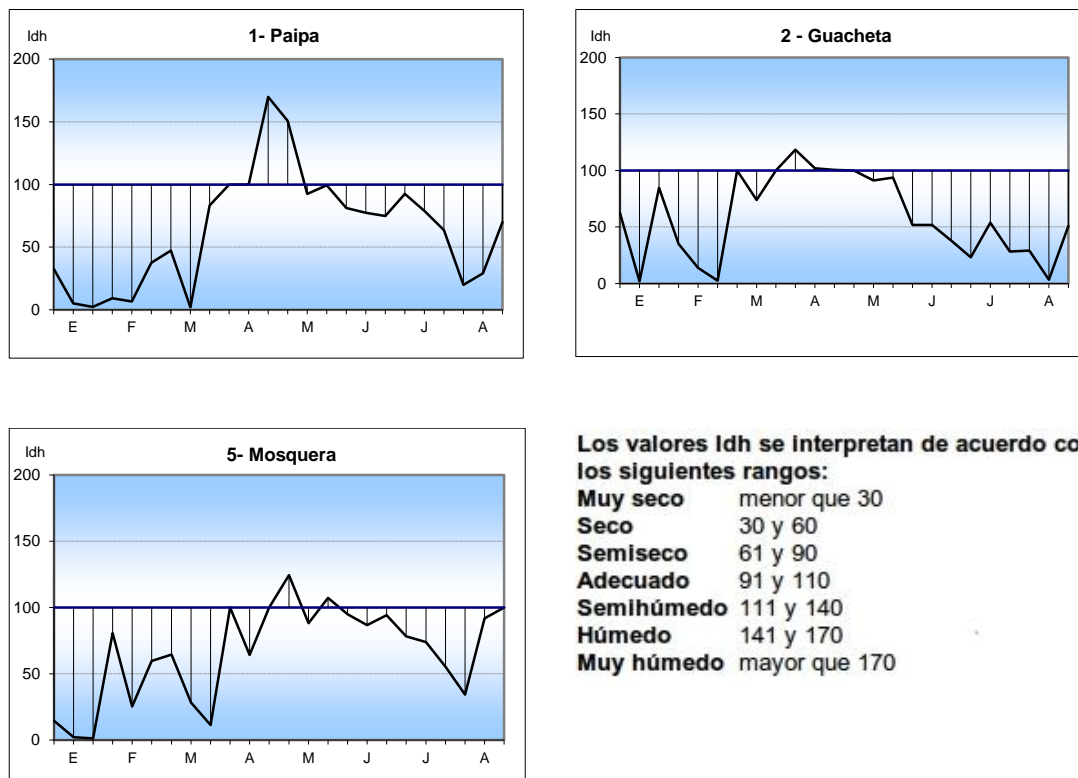 Idh
1- Paipa
200
150
100
50
0
E F M A M J J A
Idh
2 - Guacheta
200
150
100
50
0
E F M A M J J A
Idh
5- Mosquera
200
150
100
50
0
E F M A M J J A
Los valores Idh se interpretan de acuerdo co
los siguientes rangos:
Muy seco menor que 30
Seco 30 y 60
Semiseco 61 y 90
Adecuado 91 y 110
Semihúmedo 111 y 140
Húmedo 141 y 170
Muy húmedo mayor que 170